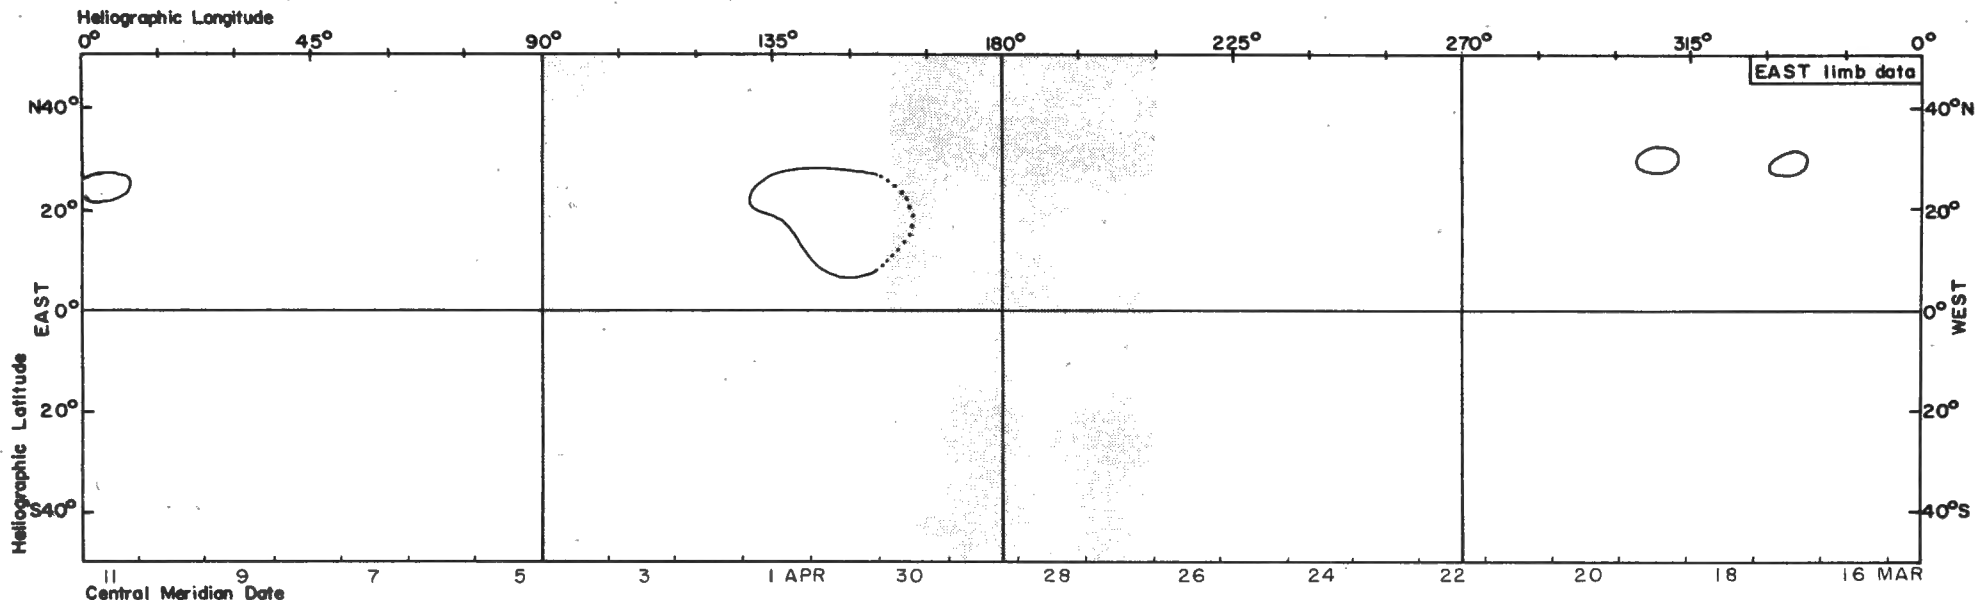 Heliographic Longitude
0° 45° 90° 135° 180° 225° 270° 315° 0°
EAST limb data
N40° 40°N
20° 20°
0° 0°
20° 20°
S40° 40°S
EAST
WEST
Heliographic Latitude
11 9 7 5 3 1 APR 30 28 26 24 22 20 18 16 MAR
Central Meridian Date